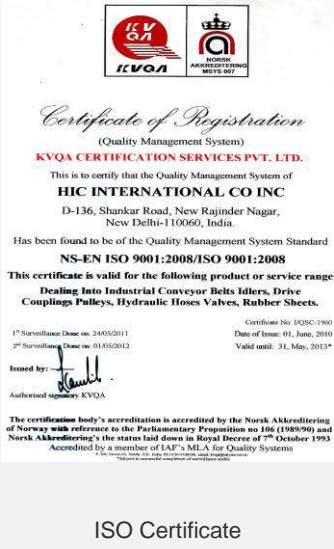 KVQA
KVQA
NORSK
AKKREDITERING
MSYS 007
Certificate of Registration
(Quality Management System)
KVQA CERTIFICATION SERVICES PVT. LTD.
This is to certify that the Quality Management System of
HIC INTERNATIONAL CO INC
D-136, Shankar Road, New Rajinder Nagar,
New Delhi-110060, India.
Has been found to be of the Quality Management System Standard
NS-EN ISO 9001:2008/ISO 9001:2008
This certificate is valid for the following product or service range
Dealing Into Industrial Conveyor Belts Idlers, Drive
Couplings Pulleys, Hydraulic Hoses Valves, Rubber Sheets.
Certificate No: I/QSC-1960
1st Surveillance Done on: 24/05/2011
Date of Issue: 01, June, 2010
2nd Surveillance Done on: 01/05/2012
Valid until: 31, May, 2013*
Issued by:
Authorised signatory KVQA
The certification body's accreditation is accredited by the Norsk Akkreditering
of Norway with reference to the Parliamentary Proposition no 106 (1989/90) and
Norsk Akkreditering's the status laid down in Royal Decree of 7th October 1993
Accredited by a member of IAF's MLA for Quality Systems
ISO Certificate